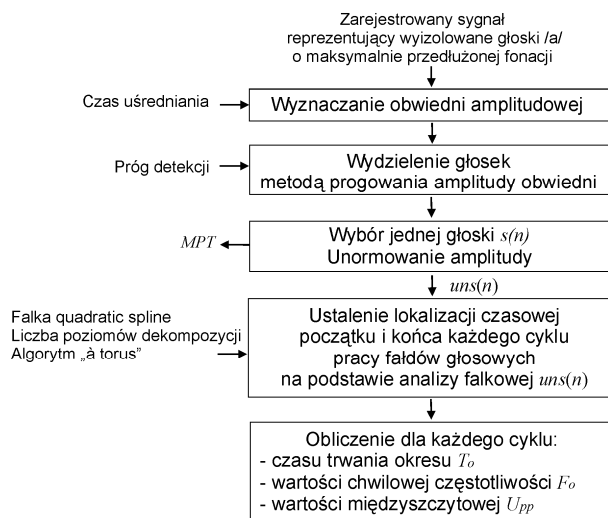 Zarejestrowany sygnał
reprezentujący wyizolowane głoski /a/
o maksymalnie przedłużonej fonacji
Czas uśredniania
Wyznaczanie obwiedni amplitudowej
Próg detekcji
Wydzielenie głosek
metodą progowania amplitudy obwiedni
MPT
Wybór jednej głoski s(n)
Unormowanie amplitudy
uns(n)
Falka quadratic spline
Liczba poziomów dekompozycji
Algorytm „à torus”
Ustalenie lokalizacji czasowej
początku i końca każdego cyklu
pracy fałdów głosowych
na podstawie analizy falkowej uns(n)
Obliczenie dla każdego cyklu:
- czasu trwania okresu To
- wartości chwilowej częstotliwości Fo
- wartości międzyszczytowej Upp